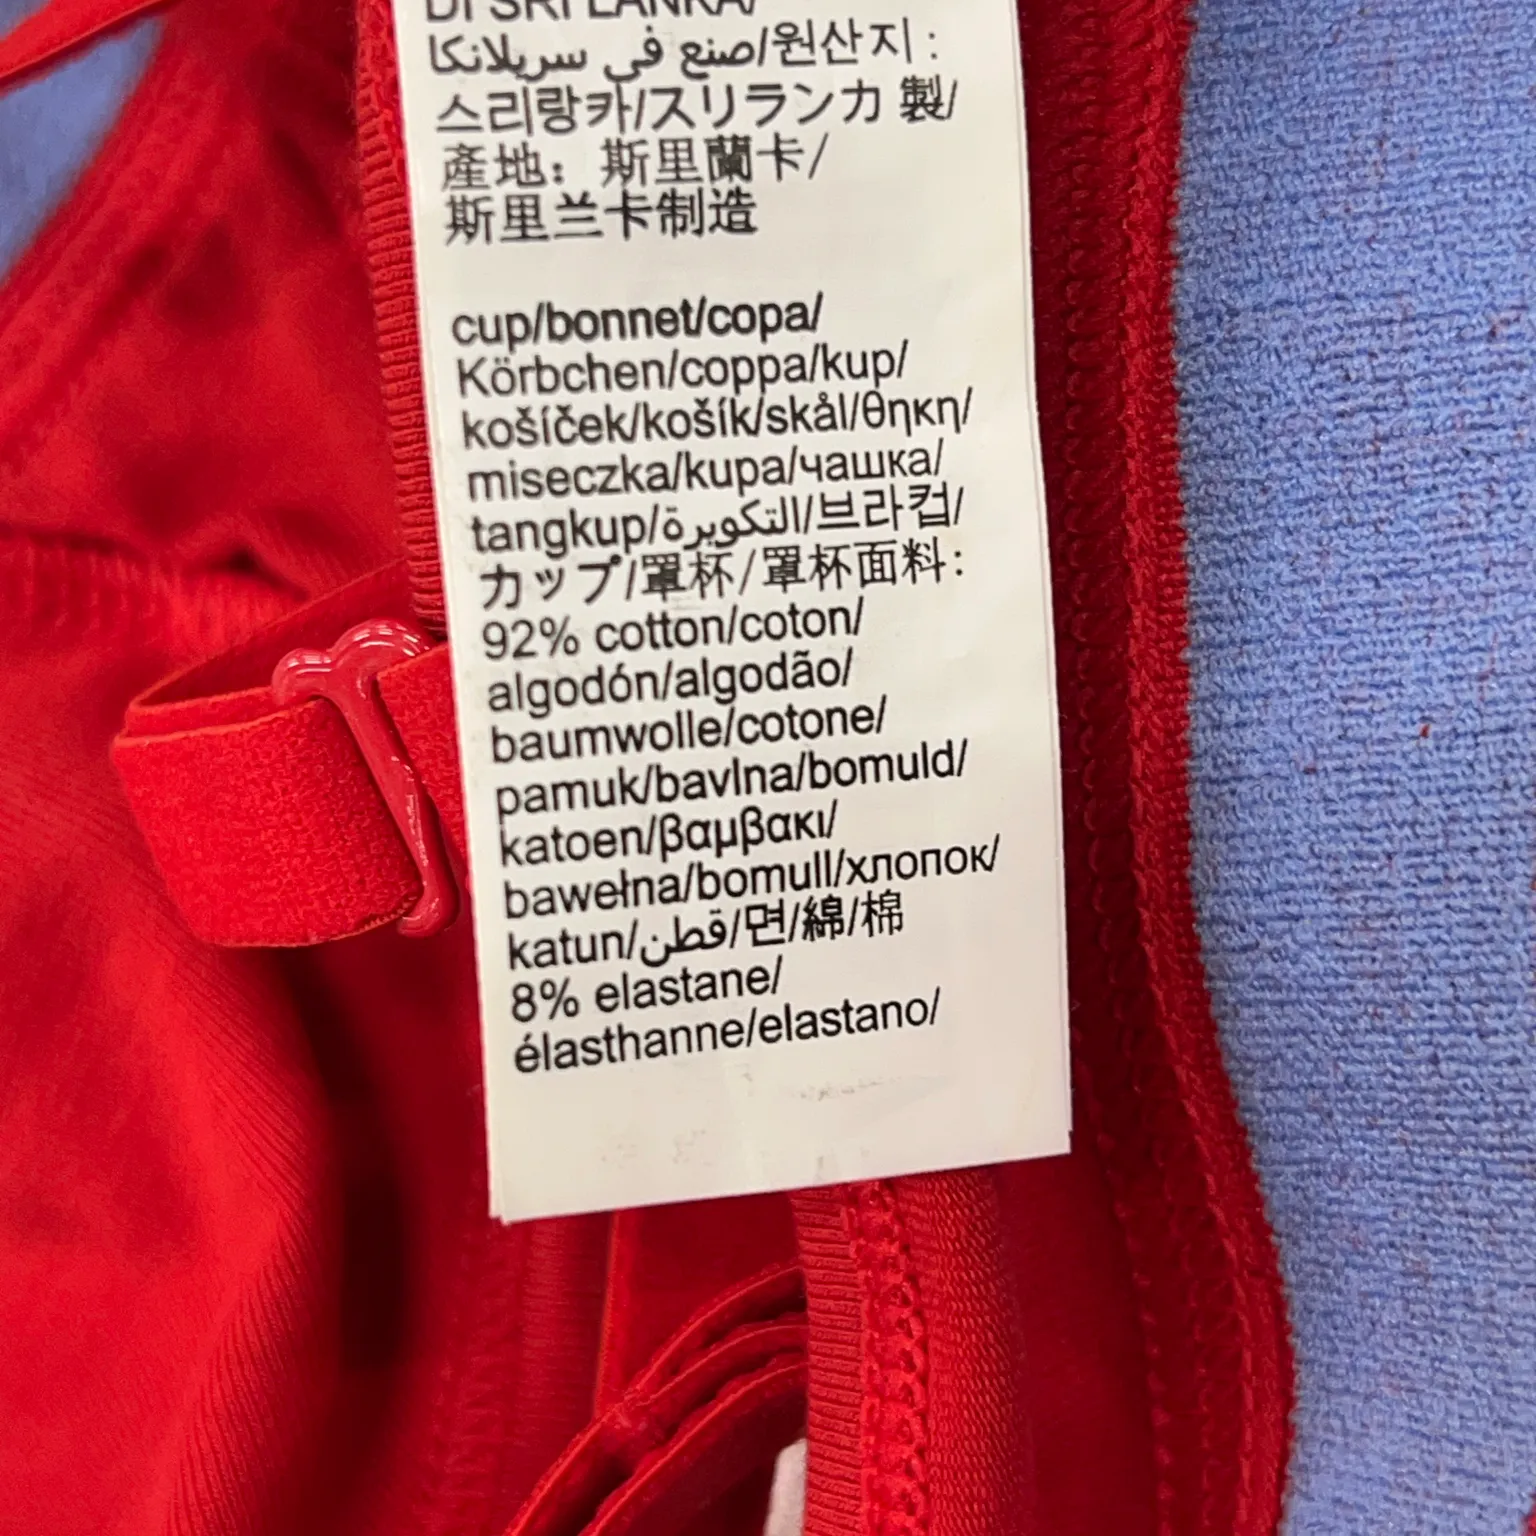 DI SRI LANKA/
صنع في سريلانكا/원산지:
스리랑카/スリランカ 製/
產地：斯里蘭卡/
斯里兰卡制造
cup/bonnet/copa/
Körbchen/coppa/kup/
košíček/košík/skål/θηκη/
miseczka/kupa/чашка/
tangkup/التكويرة/브라컵/
カップ/罩杯/罩杯面料:
92% cotton/coton/
algodón/algodão/
baumwolle/cotone/
pamuk/bavlna/bomuld/
katoen/βαμβακι/
bawełna/bomull/хлопок/
katun/قطن/면/綿/棉
8% elastane/
élasthanne/elastano/